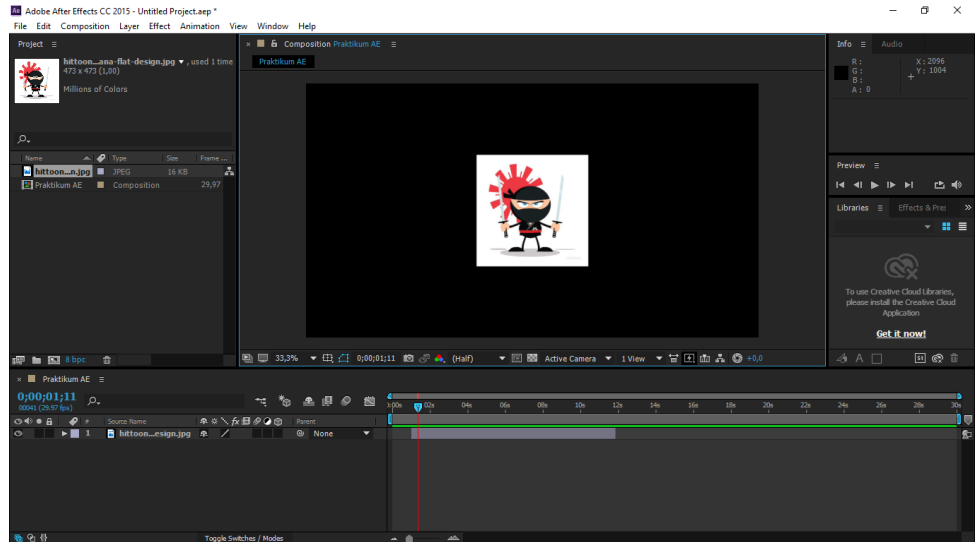 Ae Adobe After Effects CC 2015 - Untitled Project.aep *
File Edit Composition Layer Effect Animation View Window Help
Project
hittoon...ana-flat-design.jpg ▼ , used 1 time
473 x 473 (1,00)
Millions of Colors
Name Type Size Frame ...
hittoon...n.jpg JPEG 16 KB
Praktikum AE Composition 29,97
8 bpc
Composition Praktikum AE
Praktikum AE
33,3% 0;00;01;11 (Half) Active Camera 1 View +0,0
Info Audio
R :
G :
B :
A : 0
X : 2096
Y : 1004
Preview
Libraries Effects & Pres
To use Creative Cloud Libraries,
please install the Creative Cloud
Application
Get it now!
St
Praktikum AE
0;00;01;11
00041 (29.97 fps)
# Source Name Parent
1 hittoon...esign.jpg None
):00s 02s 04s 06s 08s 10s 12s 14s 16s 18s 20s 22s 24s 26s 28s 30s
Toggle Switches / Modes